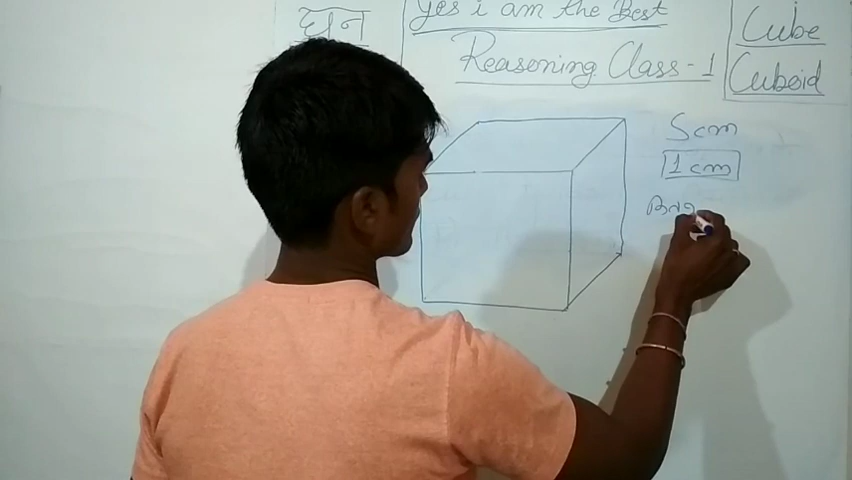 घन
Yes i am the Best
Reasoning Class-1
Cube
Cuboid
5cm
1 cm